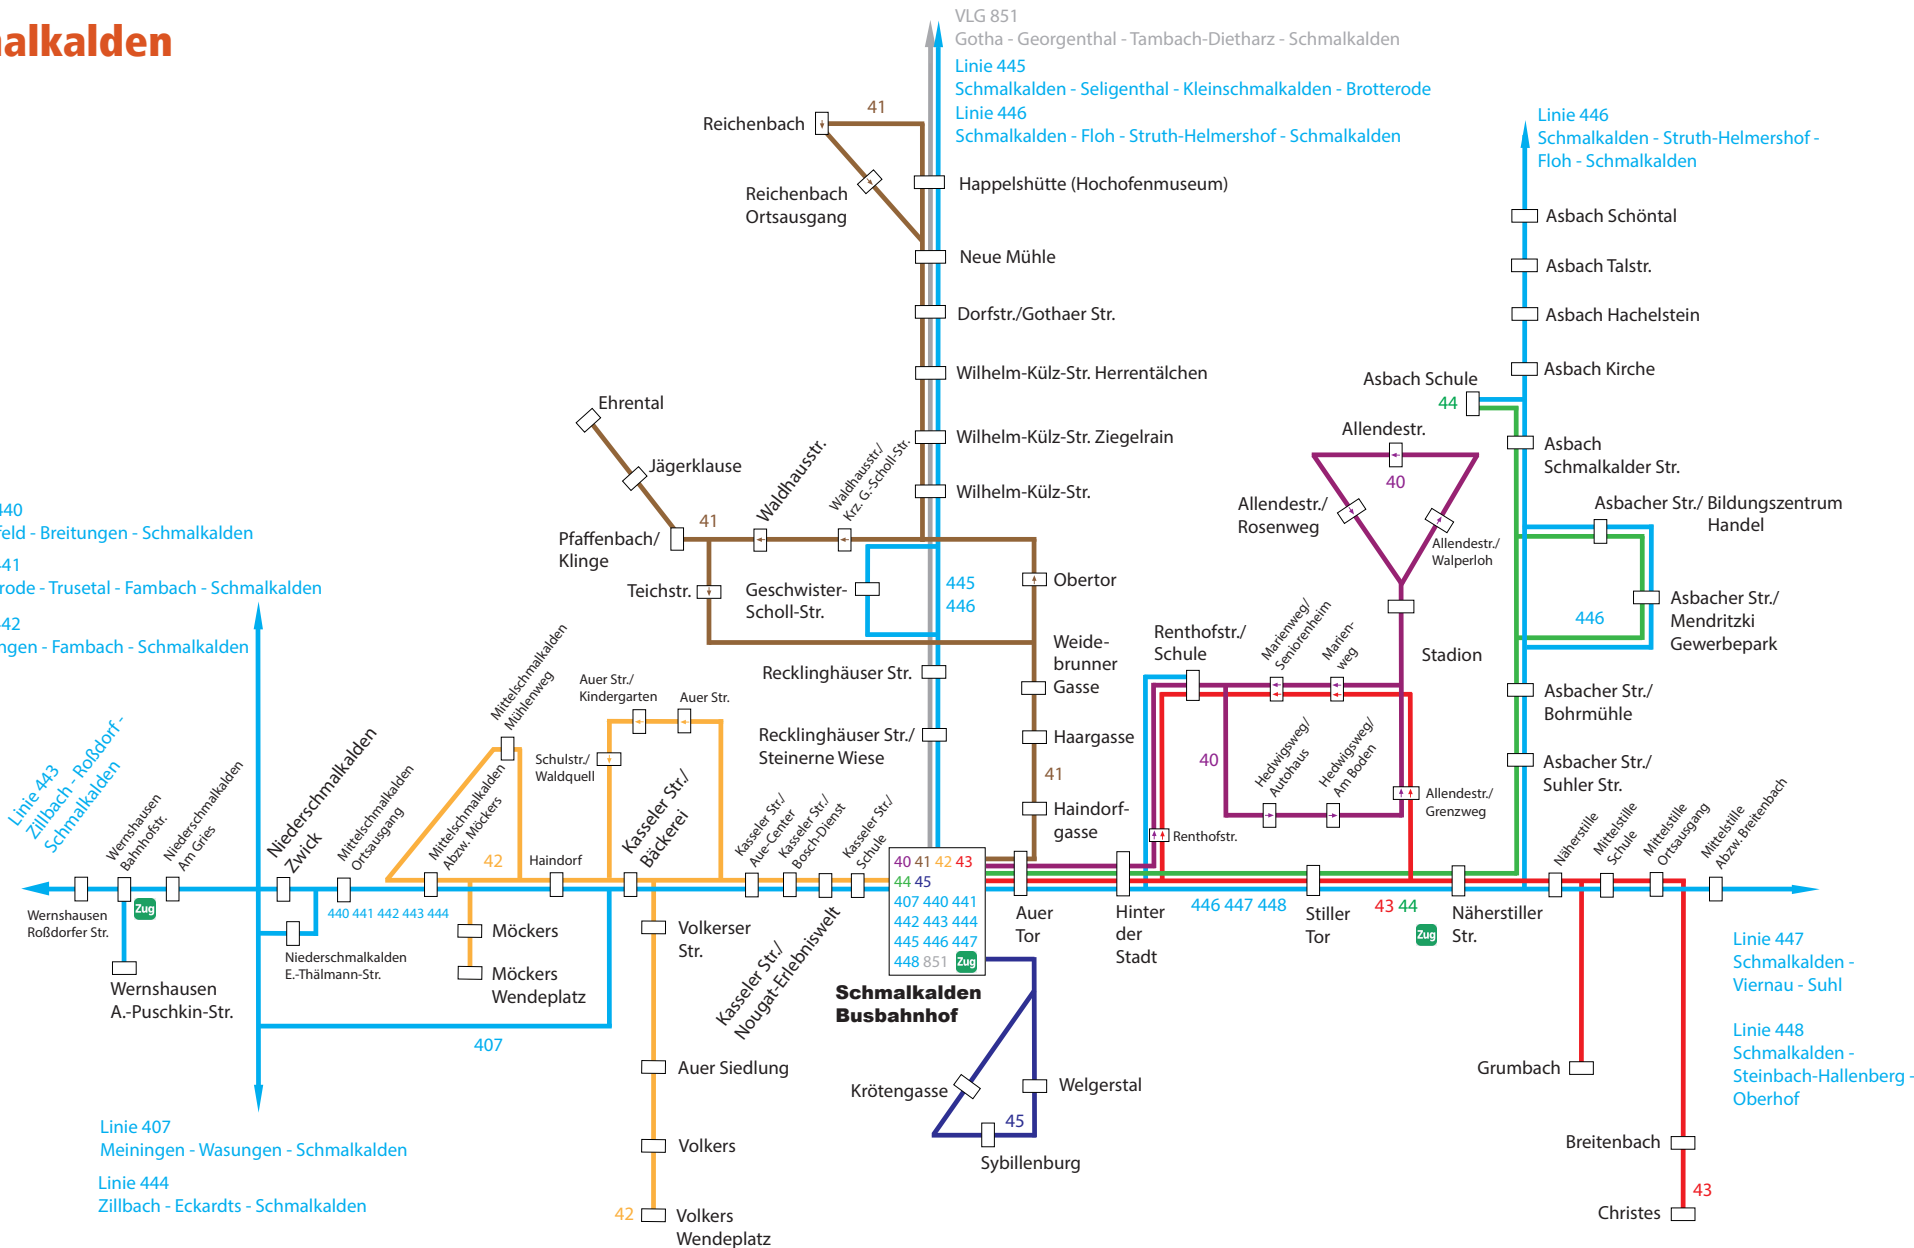 malkalden
VLG 851
Gotha - Georgenthal - Tambach-Dietharz - Schmalkalden
Linie 445
Schmalkalden - Seligenthal - Kleinschmalkalden - Brotterode
Linie 446
Schmalkalden - Floh - Struth-Helmershof - Schmalkalden
Linie 446
Schmalkalden - Struth-Helmershof -
Floh - Schmalkalden
41
Reichenbach
Reichenbach
Ortsausgang
Happelshütte (Hochofenmuseum)
Neue Mühle
Dorfstr./Gothaer Str.
Wilhelm-Külz-Str. Herrentälchen
Wilhelm-Külz-Str. Ziegelrain
Wilhelm-Külz-Str.
Asbach Schöntal
Asbach Talstr.
Asbach Hachelstein
Asbach Kirche
Asbach Schule
44
Asbach
Schmalkalder Str.
Asbacher Str./ Bildungszentrum
Handel
446
Asbacher Str./
Mendritzki
Gewerbepark
Asbacher Str./
Bohrmühle
Asbacher Str./
Suhler Str.
Allendestr.
40
Allendestr./
Rosenweg
Allendestr./
Walperloh
Stadion
Ehrental
Jägerklause
Pfaffenbach/
Klinge
41
Waldhausstr.
Waldhausstr./
Krz. G.-Scholl-Str.
Teichstr.
Geschwister-
Scholl-Str.
445
446
Obertor
Weide-
brunner
Gasse
Haargasse
41
Haindorf-
gasse
Recklinghäuser Str.
Recklinghäuser Str./
Steinerne Wiese
Renthofstr./
Schule
Marienweg/
Seniorenheim
Marien-
weg
40
Hedwigsweg/
Autohaus
Hedwigsweg/
Am Boden
Allendestr./
Grenzweg
Renthofstr.
440
feld - Breitungen - Schmalkalden
41
rode - Trusetal - Fambach - Schmalkalden
42
ngen - Fambach - Schmalkalden
Linie 443
Zillbach - Roßdorf -
Schmalkalden
Wernshausen
Bahnhofstr.
Niederschmalkalden
Am Gries
Niederschmalkalden
Zwick
Mittelschmalkalden
Ortsausgang
Mittelschmalkalden
Abzw. Möckers
Mittelschmalkalden
Mühlenweg
42
Haindorf
Auer Str./
Kindergarten
Auer Str.
Schulstr./
Waldquell
Kasseler Str./
Bäckerei
Kasseler Str./
Aue-Center
Kasseler Str./
Bosch-Dienst
Kasseler Str./
Schule
Kasseler Str./
Nougat-Erlebniswelt
Wernshausen
Roßdorfer Str.
Zug
440 441 442 443 444
Niederschmalkalden
E.-Thälmann-Str.
Wernshausen
A.-Puschkin-Str.
Möckers
Möckers
Wendeplatz
407
Volkerser
Str.
Auer Siedlung
Volkers
42
Volkers
Wendeplatz
40 41 42 43
44 45
407 440 441
442 443 444
445 446 447
448 851 Zug
Schmalkalden
Busbahnhof
Auer
Tor
Hinter
der
Stadt
446 447 448
Stiller
Tor
43 44
Zug
Näherstiller
Str.
Näherstille
Mittelstille
Schule
Mittelstille
Ortsausgang
Mittelstille
Abzw. Breitenbach
Krötengasse
Welgerstal
45
Sybillenburg
Grumbach
Breitenbach
43
Christes
Linie 447
Schmalkalden -
Viernau - Suhl
Linie 448
Schmalkalden -
Steinbach-Hallenberg -
Oberhof
Linie 407
Meiningen - Wasungen - Schmalkalden
Linie 444
Zillbach - Eckardts - Schmalkalden